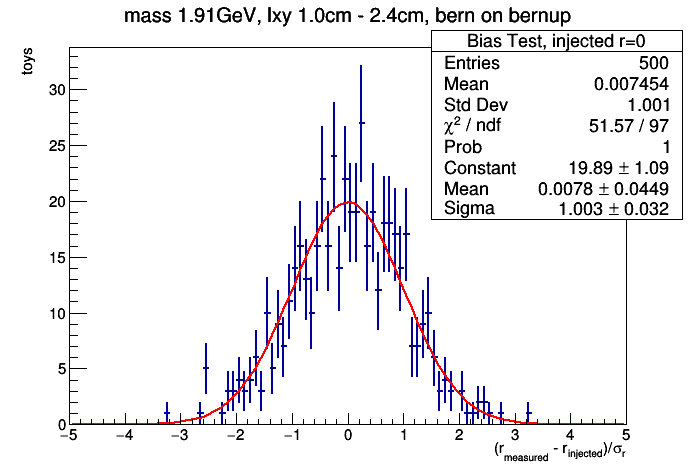 mass 1.91GeV, lxy 1.0cm - 2.4cm, bern on bernup
Bias Test, injected r=0
Entries 500
Mean 0.007454
Std Dev 1.001
χ² / ndf 51.57 / 97
Prob 1
Constant 19.89 ± 1.09
Mean 0.0078 ± 0.0449
Sigma 1.003 ± 0.032
toys
30
25
20
15
10
5
0
−5 −4 −3 −2 −1 0 1 2 3 4 5
(r_measured - r_injected)/σ_r